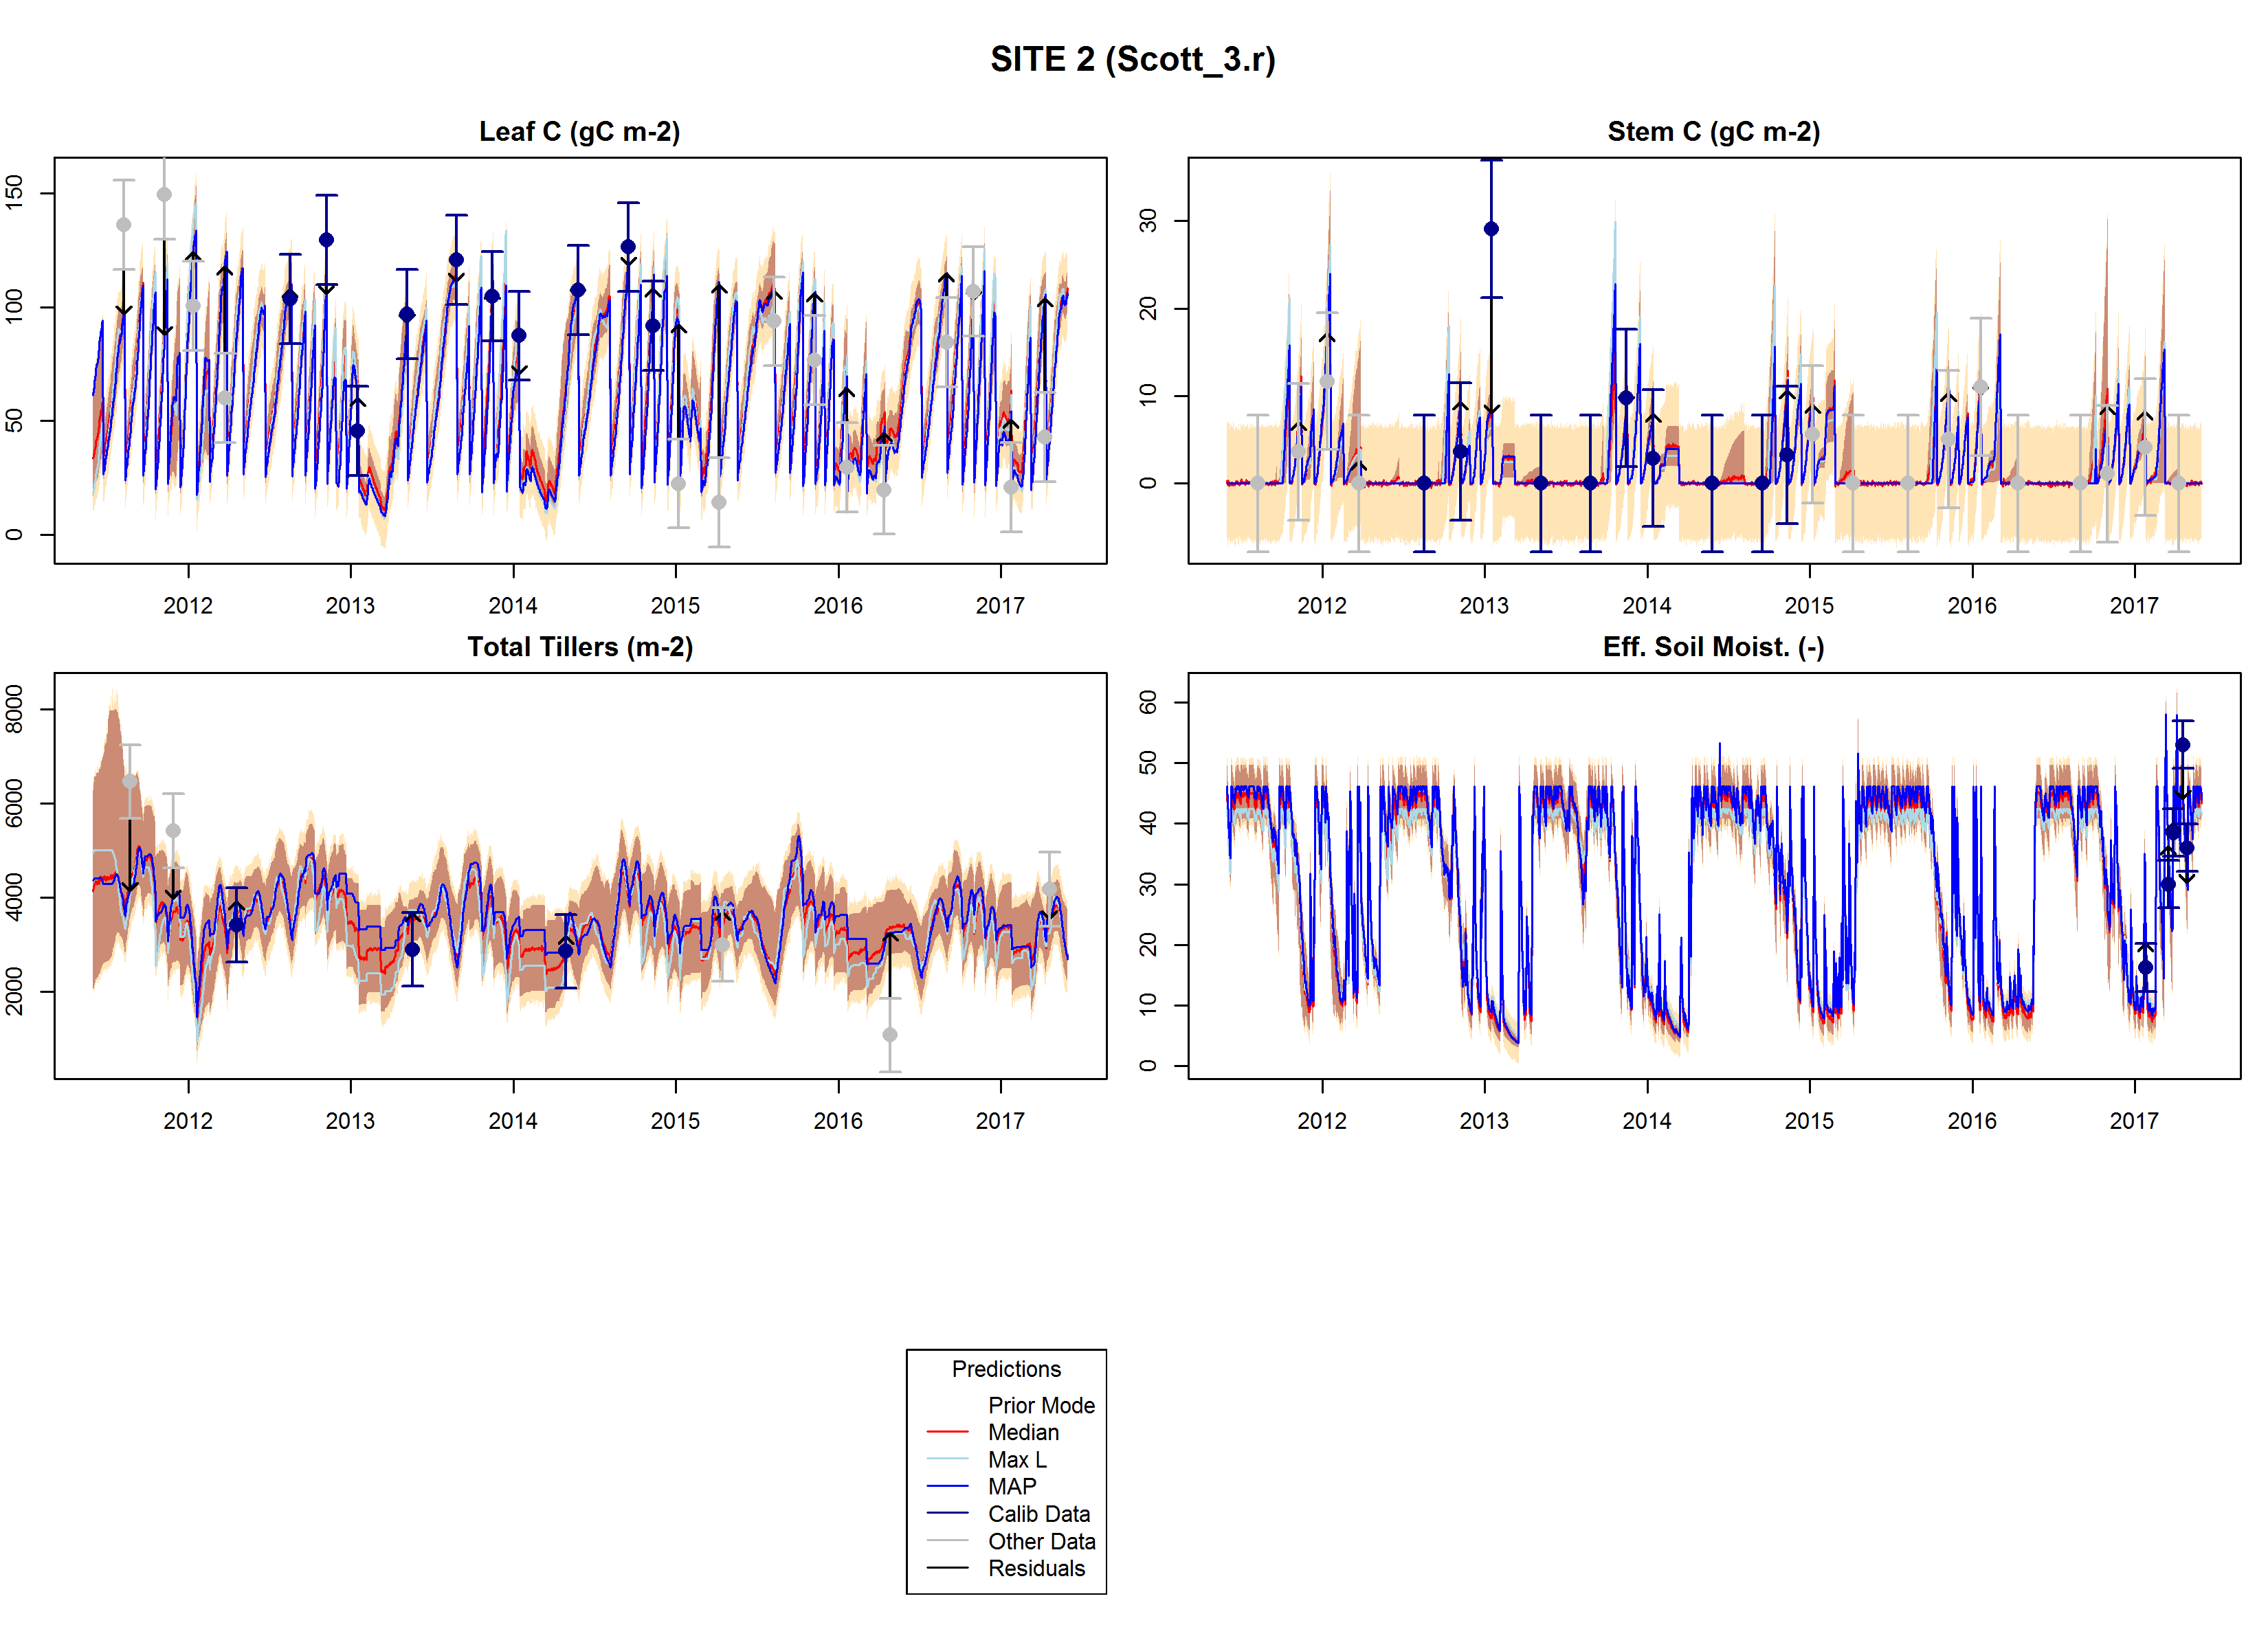 SITE 2 (Scott_3.r)
Leaf C (gC m-2)
150
100
50
0
2012 2013 2014 2015 2016 2017
Stem C (gC m-2)
30
20
10
0
2012 2013 2014 2015 2016 2017
Total Tillers (m-2)
8000
6000
4000
2000
2012 2013 2014 2015 2016 2017
Eff. Soil Moist. (-)
60
50
40
30
20
10
0
2012 2013 2014 2015 2016 2017
Predictions
Prior Mode
Median
Max L
MAP
Calib Data
Other Data
Residuals